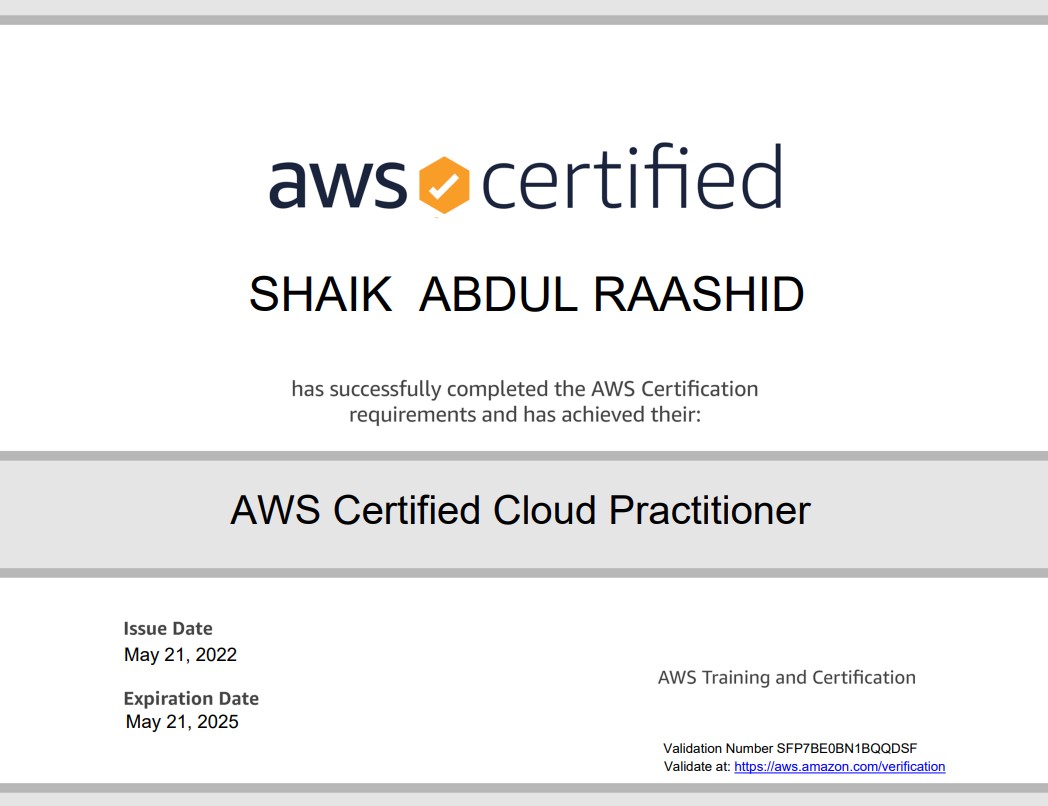 aws certified
SHAIK  ABDUL RAASHID
has successfully completed the AWS Certification
requirements and has achieved their:
AWS Certified Cloud Practitioner
Issue Date
May 21, 2022
Expiration Date
May 21, 2025
AWS Training and Certification
Validation Number SFP7BE0BN1BQQDSF
Validate at: https://aws.amazon.com/verification